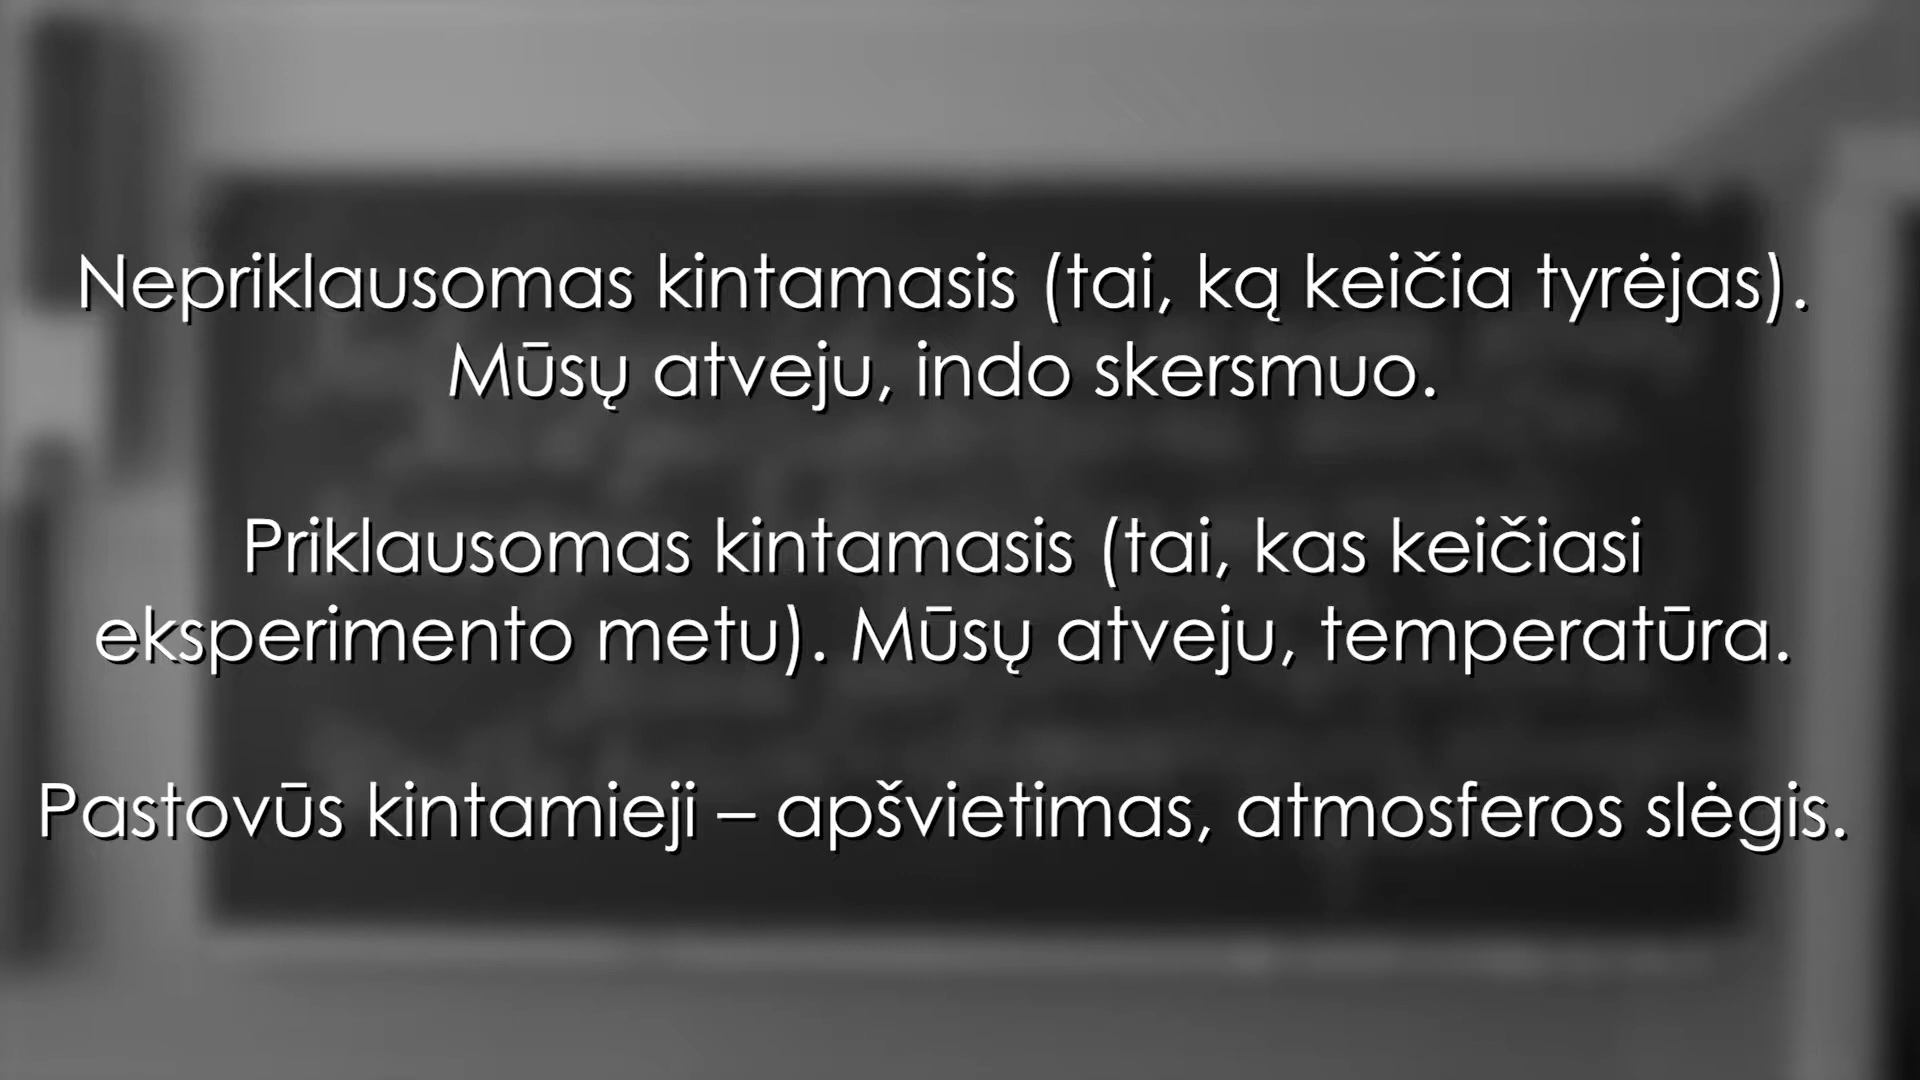 Nepriklausomas kintamasis (tai, ką keičia tyrėjas).
Mūsų atveju, indo skersmuo.
Priklausomas kintamasis (tai, kas keičiasi
eksperimento metu). Mūsų atveju, temperatūra.
Pastovūs kintamieji – apšvietimas, atmosferos slėgis.